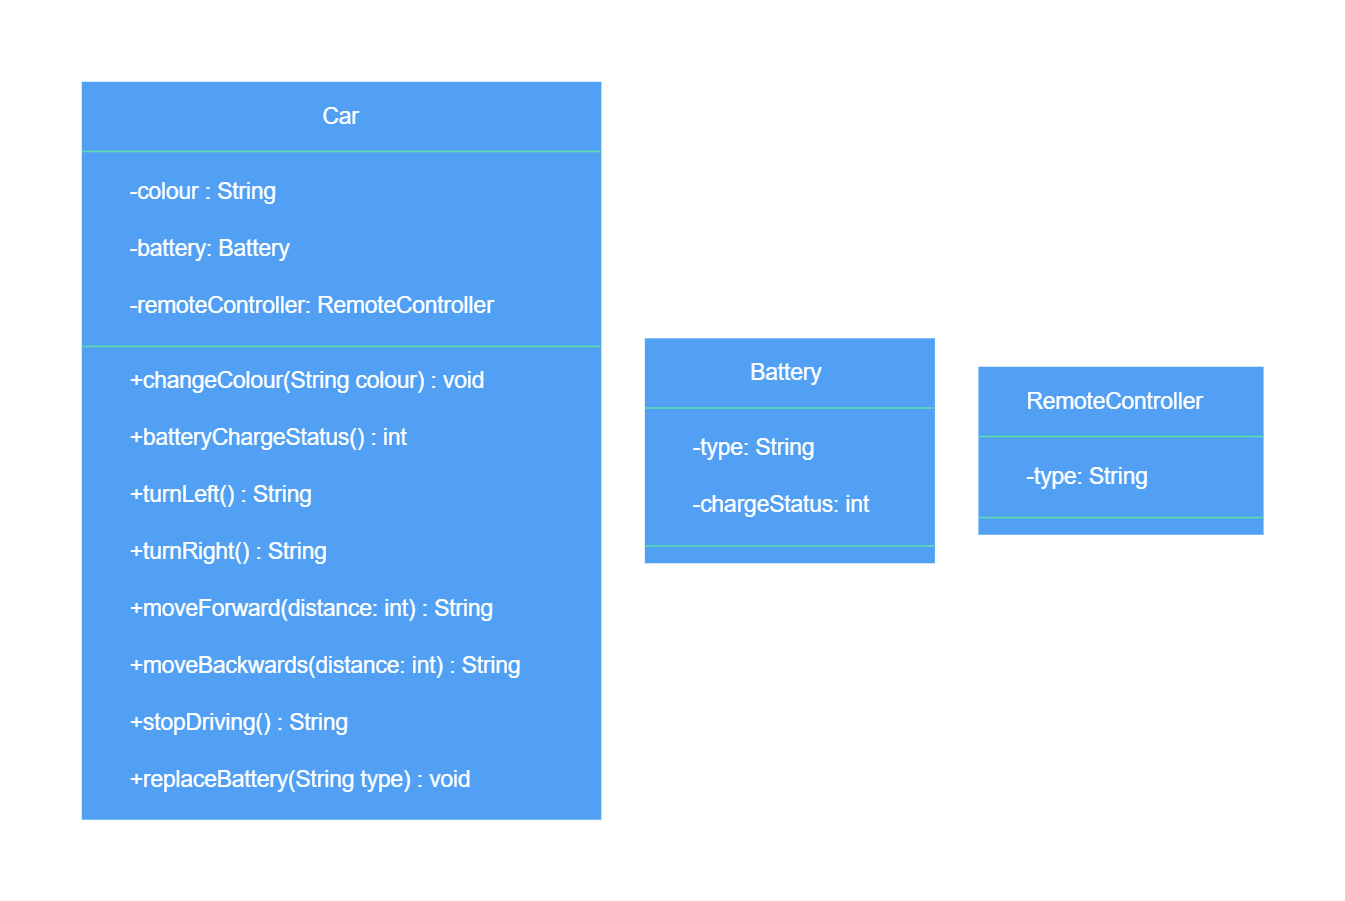 Car
-colour : String
-battery: Battery
-remoteController: RemoteController
+changeColour(String colour) : void
+batteryChargeStatus() : int
+turnLeft() : String
+turnRight() : String
+moveForward(distance: int) : String
+moveBackwards(distance: int) : String
+stopDriving() : String
+replaceBattery(String type) : void
Battery
-type: String
-chargeStatus: int
RemoteController
-type: String